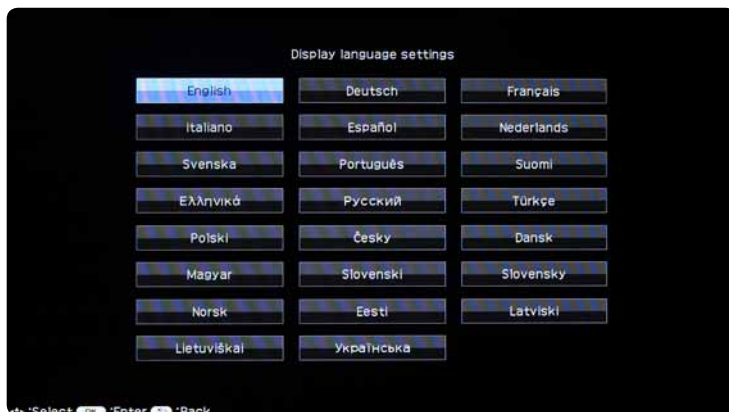 Display language settings
English Deutsch Français
Italiano Español Nederlands
Svenska Português Suomi
Ελληνικά Русский Türkçe
Polski Česky Dansk
Magyar Slovenski Slovensky
Norsk Eesti Latviski
Lietuviškai Українська
:Select OK :Enter :Back